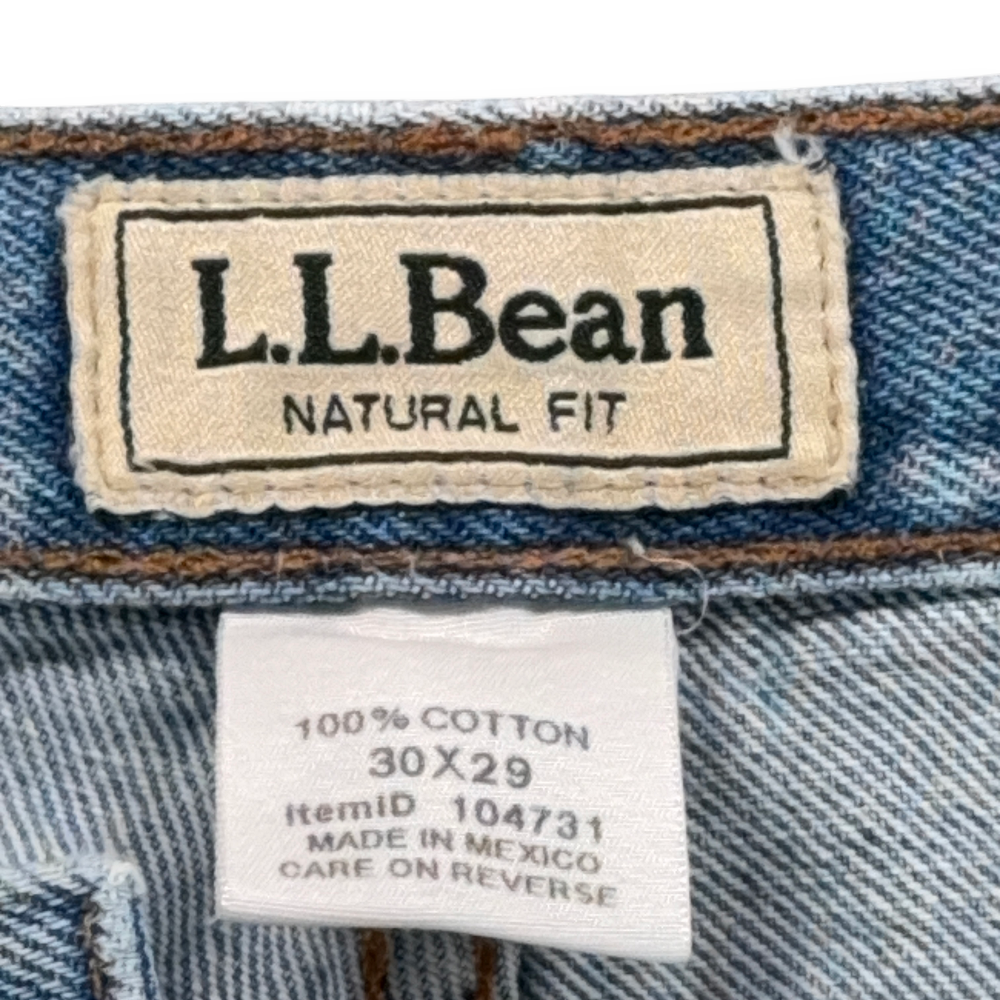 L.L.Bean
NATURAL FIT
100% COTTON
30X29
ItemID 104731
MADE IN MEXICO
CARE ON REVERSE